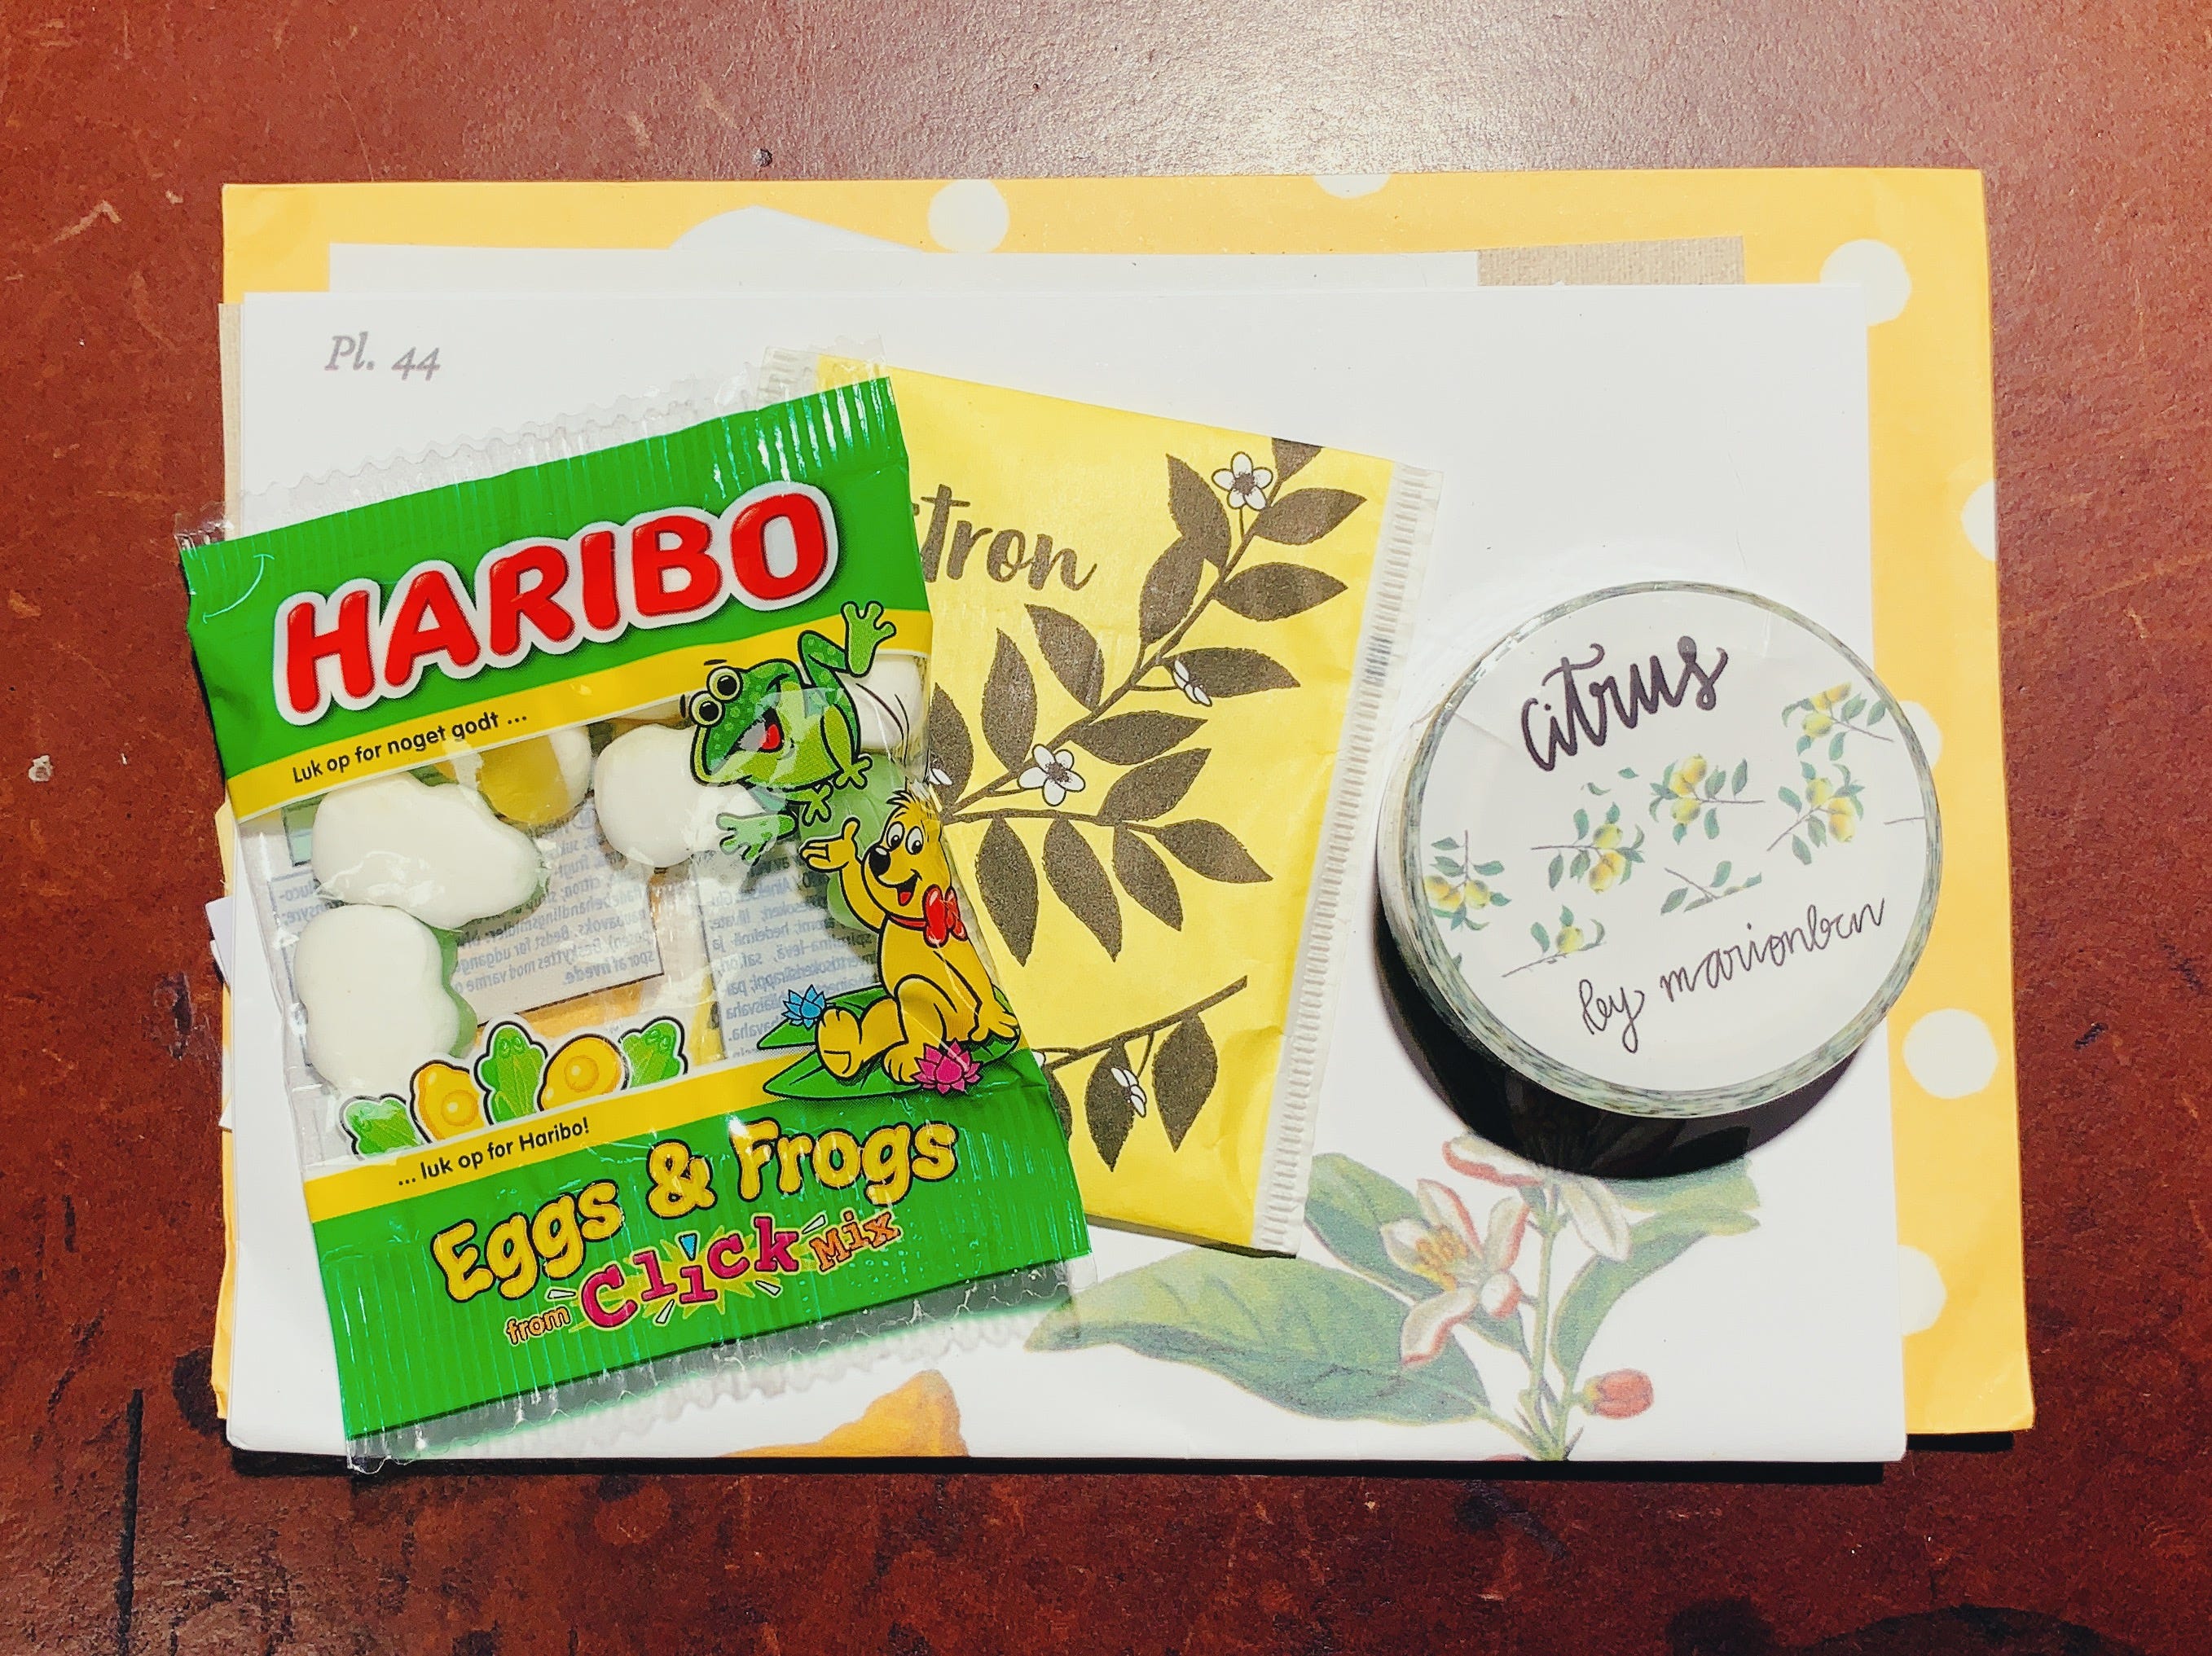 Pl. 44
HARIBO
Luk op for noget godt ...
... luk op for Haribo!
Eggs & Frogs
from Click Mix
tron
citrus
by marionbcn